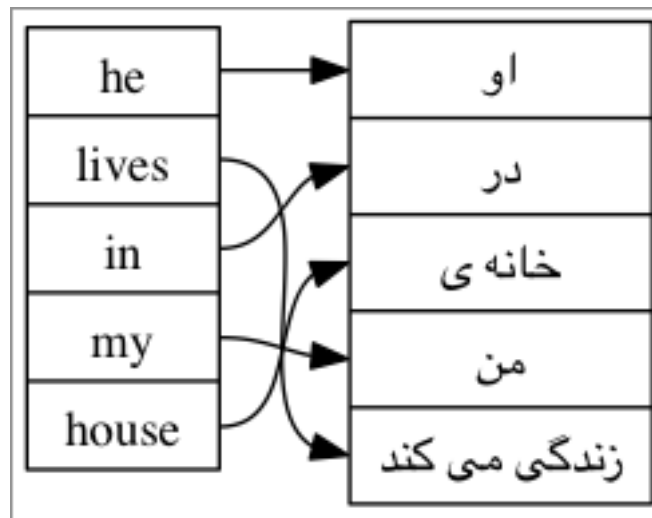 he
lives
in
my
house
او
در
خانه ی
من
زندگی می کند